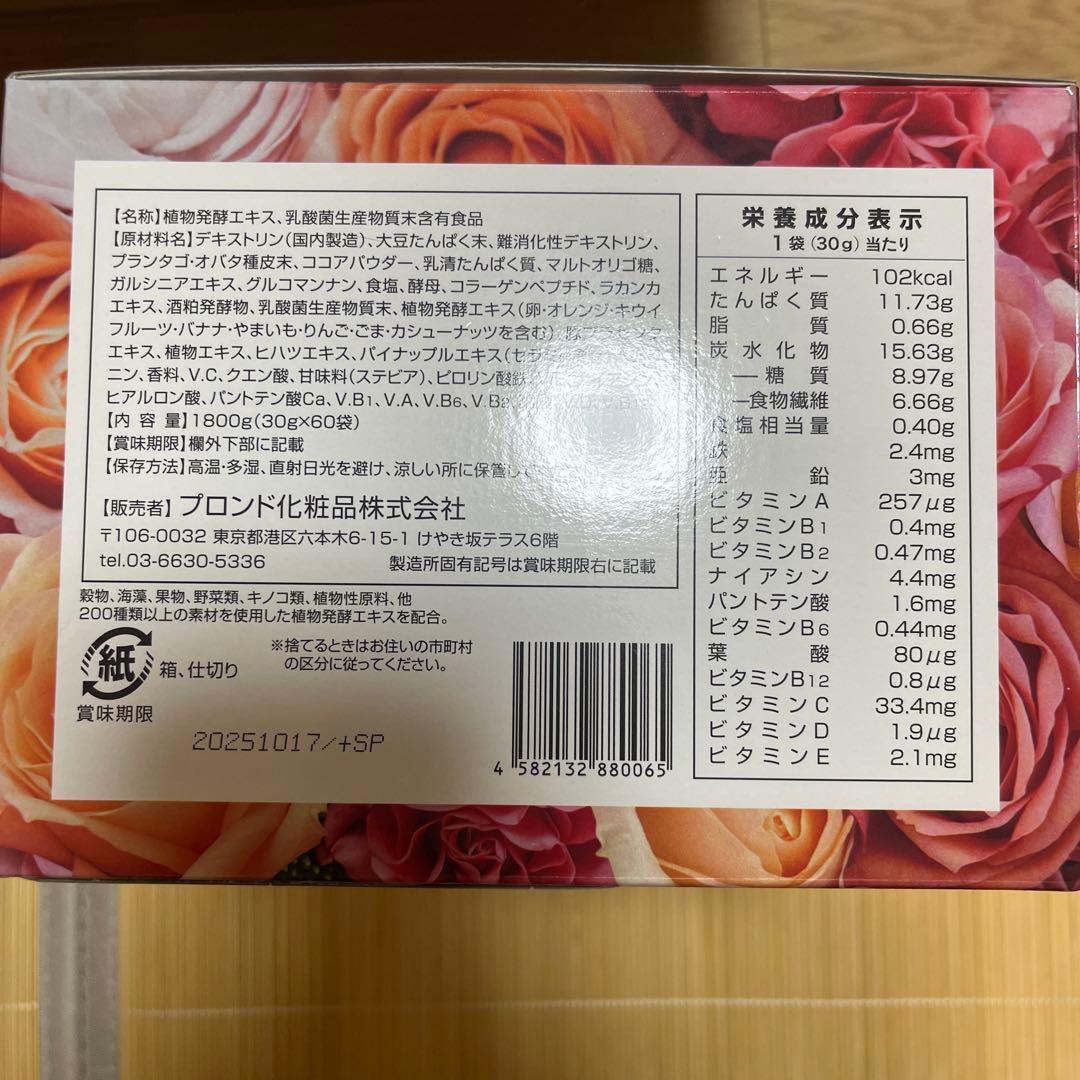 【名称】植物発酵エキス、乳酸菌生産物質末含有食品
【原材料名】デキストリン(国内製造)、大豆たんぱく末、難消化性デキストリン、
プランタゴ・オバタ種皮末、ココアパウダー、乳清たんぱく質、マルトオリゴ糖、
ガルシニアエキス、グルコマンナン、食塩、酵母、コラーゲンペプチド、ラカンカ
エキス、酒粕発酵物、乳酸菌生産物質末、植物発酵エキス(卵・オレンジ・キウイ
フルーツ・バナナ・やまいも・りんご・ごま・カシューナッツを含む)
エキス、植物エキス、ヒハツエキス、パイナップルエキス
ニン、香料、V.C、クエン酸、甘味料(ステビア)、ピロリン酸鉄
ヒアルロン酸、パントテン酸Ca、V.B1、V.A、V.B6、V.B2
【内容量】1800g(30g×60袋)
【賞味期限】欄外下部に記載
【保存方法】高温・多湿、直射日光を避け、涼しい所に保管し
【販売者】プロンド化粧品株式会社
〒106-0032 東京都港区六本木6-15-1 けやき坂テラス6階
tel.03-6630-5336 製造所固有記号は賞味期限右に記載
穀物、海藻、果物、野菜類、キノコ類、植物性原料、他
200種類以上の素材を使用した植物発酵エキスを配合。
紙
箱、仕切り
※捨てるときはお住いの市町村
の区分に従ってください。
賞味期限
20251017/+SP
4 582132 880065
栄養成分表示
1袋(30g)当たり
エネルギー 102kcal
たんぱく質 11.73g
脂質 0.66g
炭水化物 15.63g
―糖質 8.97g
―食物繊維 6.66g
食塩相当量 0.40g
鉄 2.4mg
亜鉛 3mg
ビタミンA 257μg
ビタミンB1 0.4mg
ビタミンB2 0.47mg
ナイアシン 4.4mg
パントテン酸 1.6mg
ビタミンB6 0.44mg
葉酸 80μg
ビタミンB12 0.8μg
ビタミンC 33.4mg
ビタミンD 1.9μg
ビタミンE 2.1mg